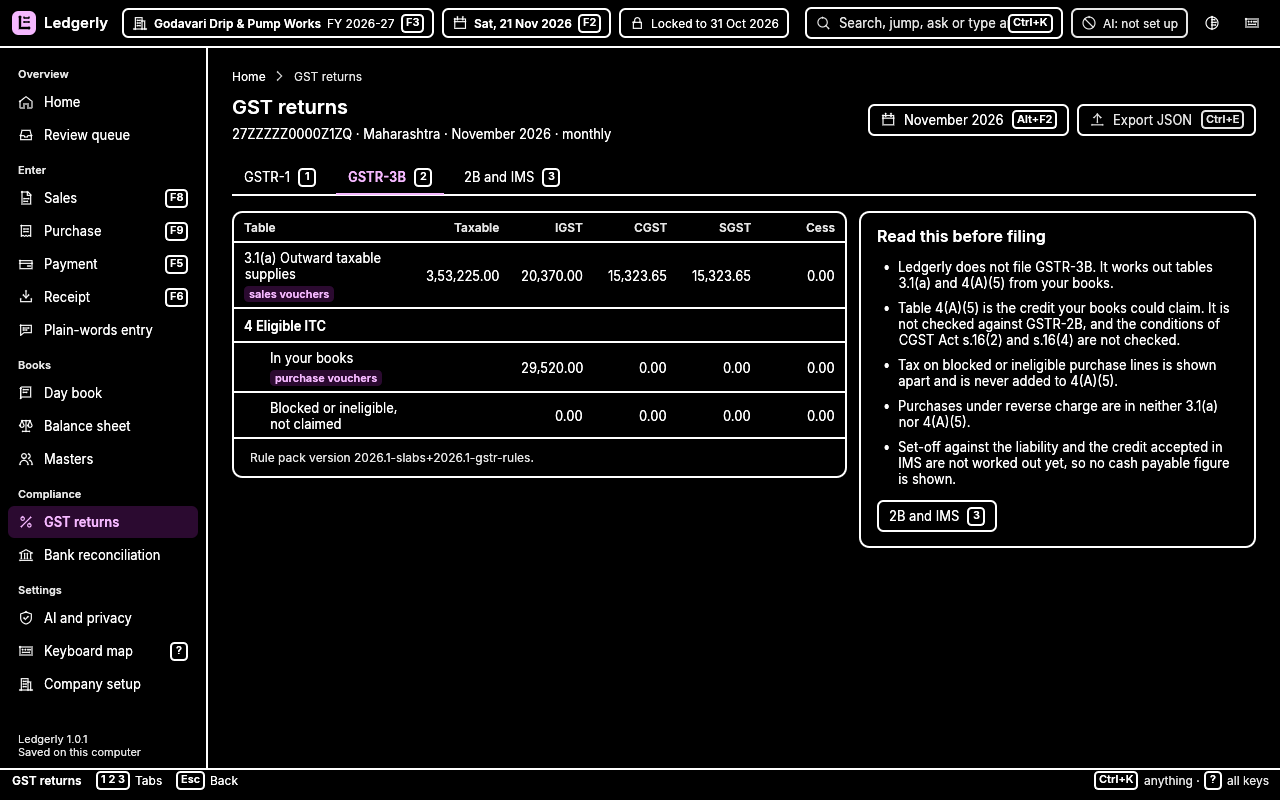 Ledgerly
Godavari Drip & Pump Works FY 2026-27 F3
Sat, 21 Nov 2026 F2
Locked to 31 Oct 2026
Search, jump, ask or type a Ctrl+K
AI: not set up
Overview
Home
Review queue
Enter
Sales F8
Purchase F9
Payment F5
Receipt F6
Plain-words entry
Books
Day book
Balance sheet
Masters
Compliance
GST returns
Bank reconciliation
Settings
AI and privacy
Keyboard map ?
Company setup
Ledgerly 1.0.1
Saved on this computer
Home GST returns
GST returns
27ZZZZZ0000Z1ZQ · Maharashtra · November 2026 · monthly
November 2026 Alt+F2
Export JSON Ctrl+E
GSTR-1 1 GSTR-3B 2 2B and IMS 3
Table Taxable IGST CGST SGST Cess
3.1(a) Outward taxable
supplies
3,53,225.00 20,370.00 15,323.65 15,323.65 0.00
sales vouchers
4 Eligible ITC
In your books
29,520.00 0.00 0.00 0.00
purchase vouchers
Blocked or ineligible,
not claimed
0.00 0.00 0.00 0.00
Rule pack version 2026.1-slabs+2026.1-gstr-rules.
Read this before filing
• Ledgerly does not file GSTR-3B. It works out tables
3.1(a) and 4(A)(5) from your books.
• Table 4(A)(5) is the credit your books could claim. It is
not checked against GSTR-2B, and the conditions of
CGST Act s.16(2) and s.16(4) are not checked.
• Tax on blocked or ineligible purchase lines is shown
apart and is never added to 4(A)(5).
• Purchases under reverse charge are in neither 3.1(a)
nor 4(A)(5).
• Set-off against the liability and the credit accepted in
IMS are not worked out yet, so no cash payable figure
is shown.
2B and IMS 3
GST returns 1 2 3 Tabs Esc Back
Ctrl+K anything · ? all keys